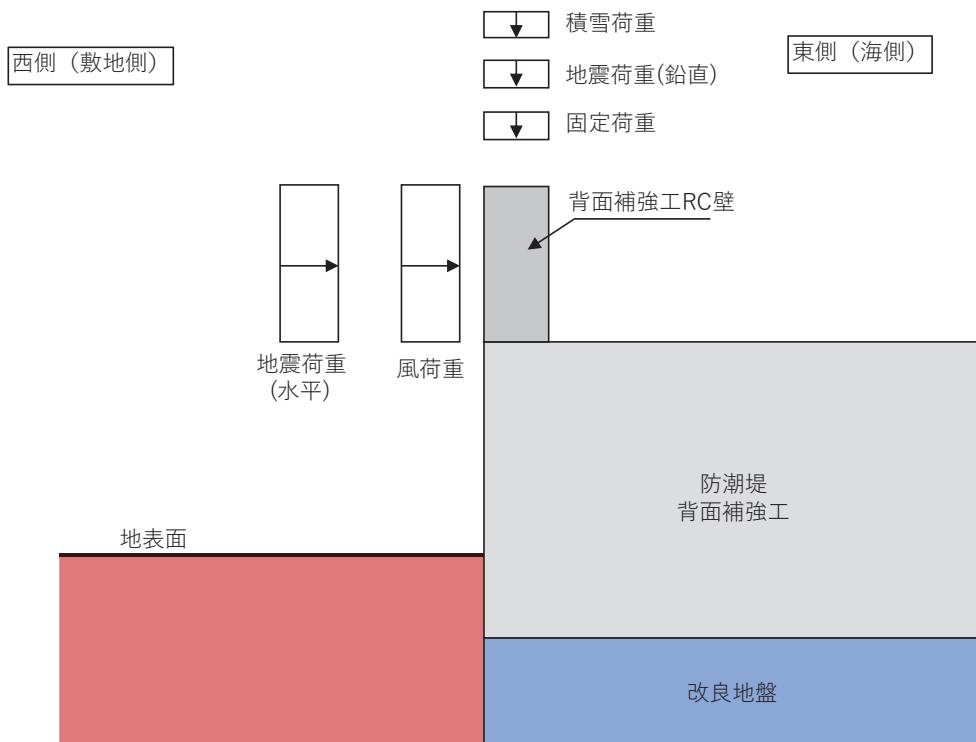 積雪荷重
西側（敷地側）
地震荷重(鉛直)
東側（海側）
固定荷重
背面補強工RC壁
地震荷重
(水平)
風荷重
防潮堤
背面補強工
地表面
改良地盤